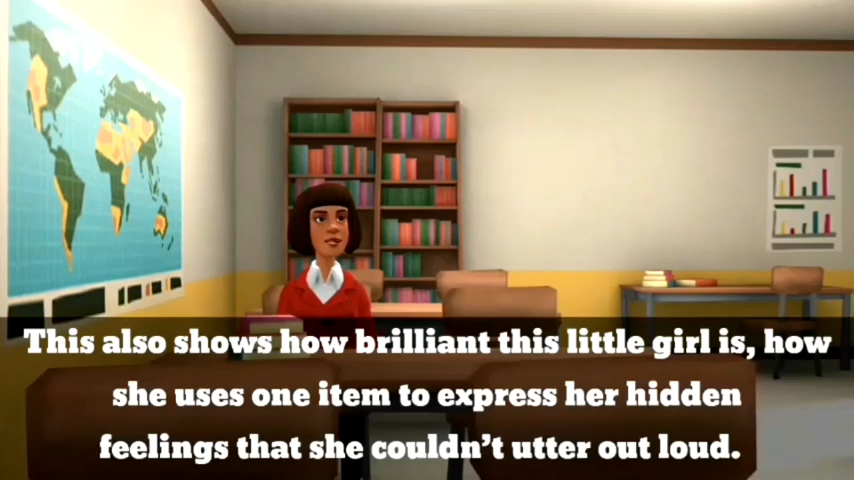 This also shows how brilliant this little girl is, how
she uses one item to express her hidden
feelings that she couldn't utter out loud.